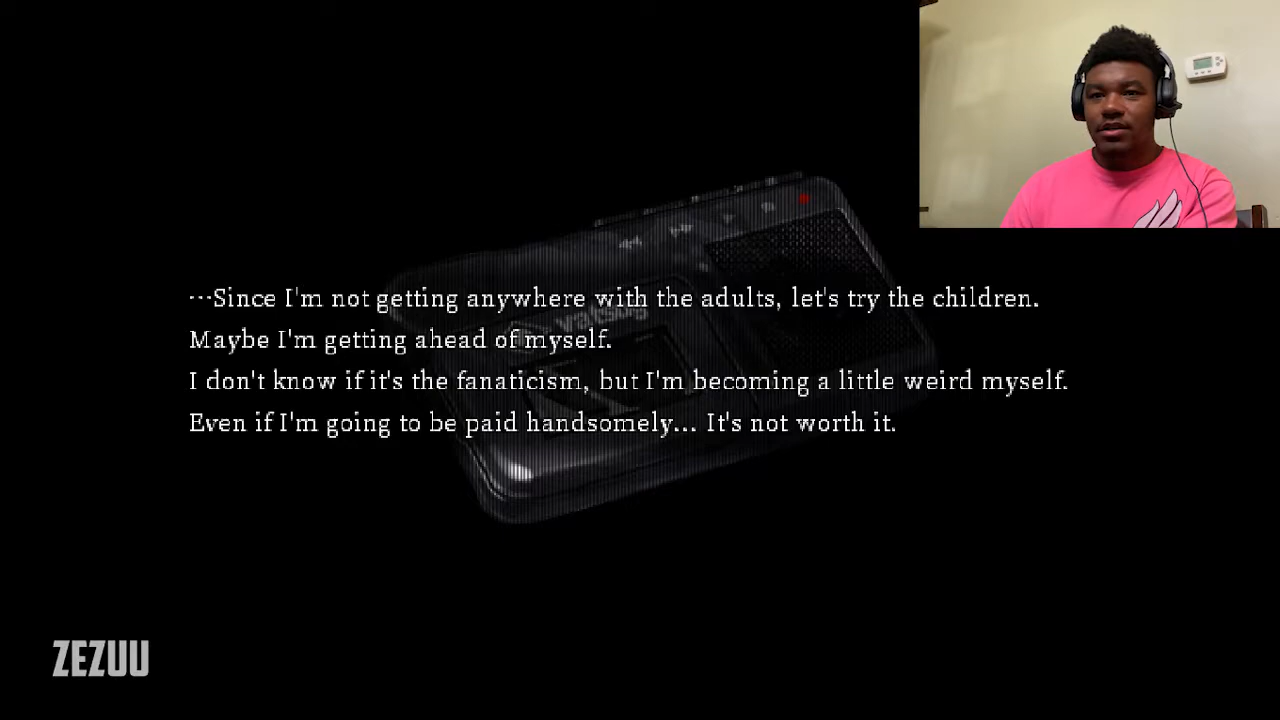 …Since I'm not getting anywhere with the adults, let's try the children.
Maybe I'm getting ahead of myself.
I don't know if it's the fanaticism, but I'm becoming a little weird myself.
Even if I'm going to be paid handsomely... It's not worth it.
ZEZUU